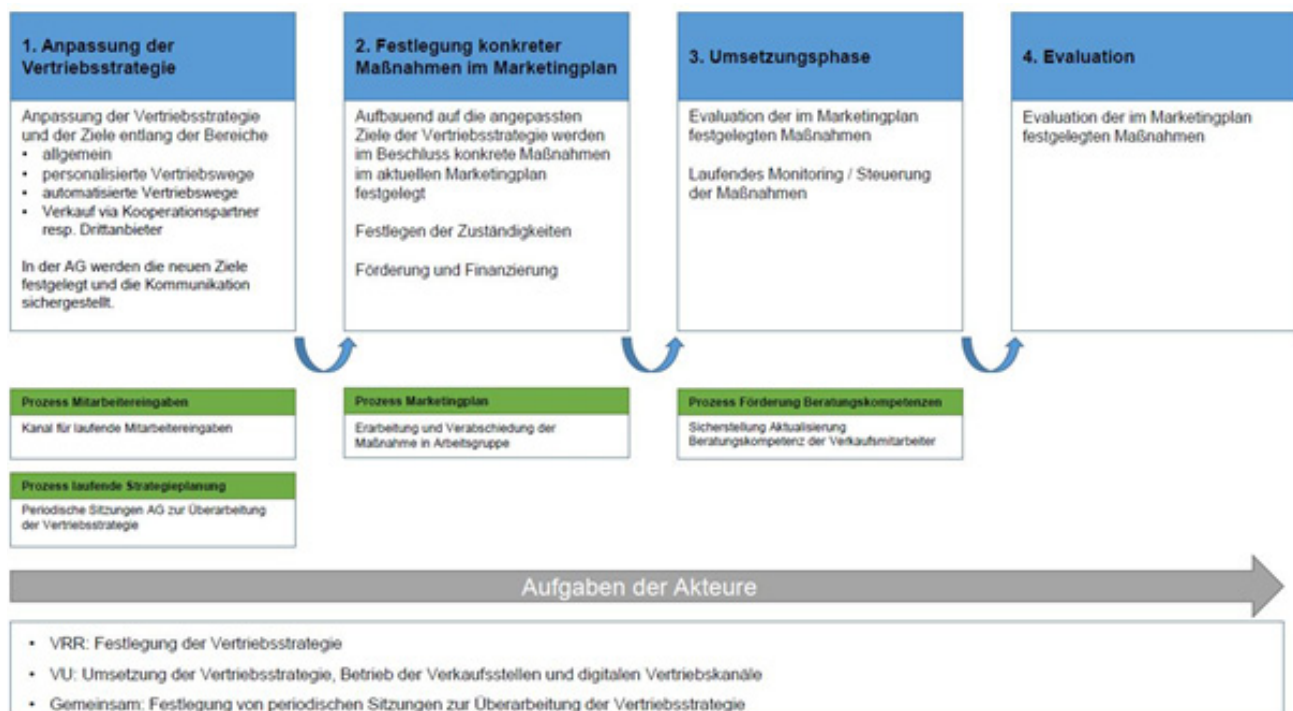 1. Anpassung der
Vertriebsstrategie
Anpassung der Vertriebsstrategie
und der Ziele entlang der Bereiche
• allgemein
• personalisierte Vertriebswege
• automatisierte Vertriebswege
• Verkauf via Kooperationspartner
resp. Drittanbieter
In der AG werden die neuen Ziele
festgelegt und die Kommunikation
sichergestellt.
2. Festlegung konkreter
Maßnahmen im Marketingplan
Aufbauend auf die angepassten
Ziele der Vertriebsstrategie werden
im Beschluss konkrete Maßnahmen
im aktuellen Marketingplan
festgelegt
Festlegen der Zuständigkeiten
Förderung und Finanzierung
3. Umsetzungsphase
Evaluation der im Marketingplan
festgelegten Maßnahmen
Laufendes Monitoring / Steuerung
der Maßnahmen
4. Evaluation
Evaluation der im Marketingplan
festgelegten Maßnahmen
Prozess Mitarbeitereingaben
Kanal für laufende Mitarbeitereingaben
Prozess laufende Strategieplanung
Periodische Sitzungen AG zur Überarbeitung
der Vertriebsstrategie
Prozess Marketingplan
Erarbeitung und Verabschiedung der
Maßnahme in Arbeitsgruppe
Prozess Förderung Beratungskompetenzen
Sicherstellung Aktualisierung
Beratungskompetenz der Verkaufsmitarbeiter
Aufgaben der Akteure
• VRR: Festlegung der Vertriebsstrategie
• VU: Umsetzung der Vertriebsstrategie, Betrieb der Verkaufsstellen und digitalen Vertriebskanäle
• Gemeinsam: Festlegung von periodischen Sitzungen zur Überarbeitung der Vertriebsstrategie